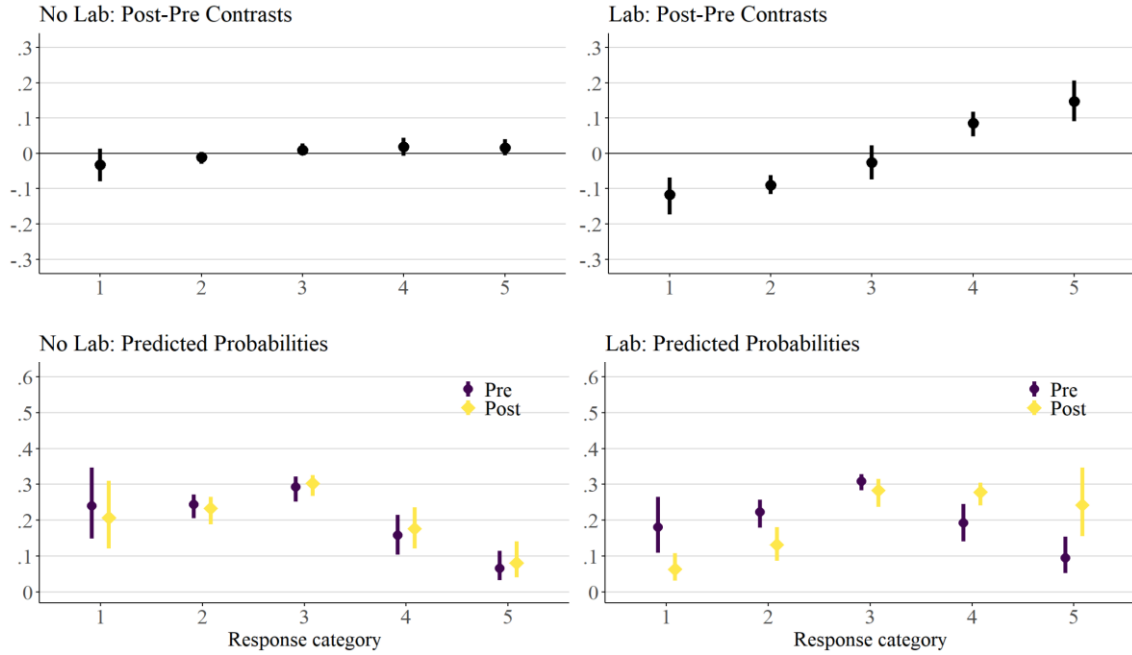 No Lab: Post-Pre Contrasts
.3
.2
.1
0
-.1
-.2
-.3
1 2 3 4 5
Lab: Post-Pre Contrasts
.3
.2
.1
0
-.1
-.2
-.3
1 2 3 4 5
No Lab: Predicted Probabilities
.6
.5
.4
.3
.2
.1
0
Pre
Post
1 2 3 4 5
Response category
Lab: Predicted Probabilities
.6
.5
.4
.3
.2
.1
0
Pre
Post
1 2 3 4 5
Response category